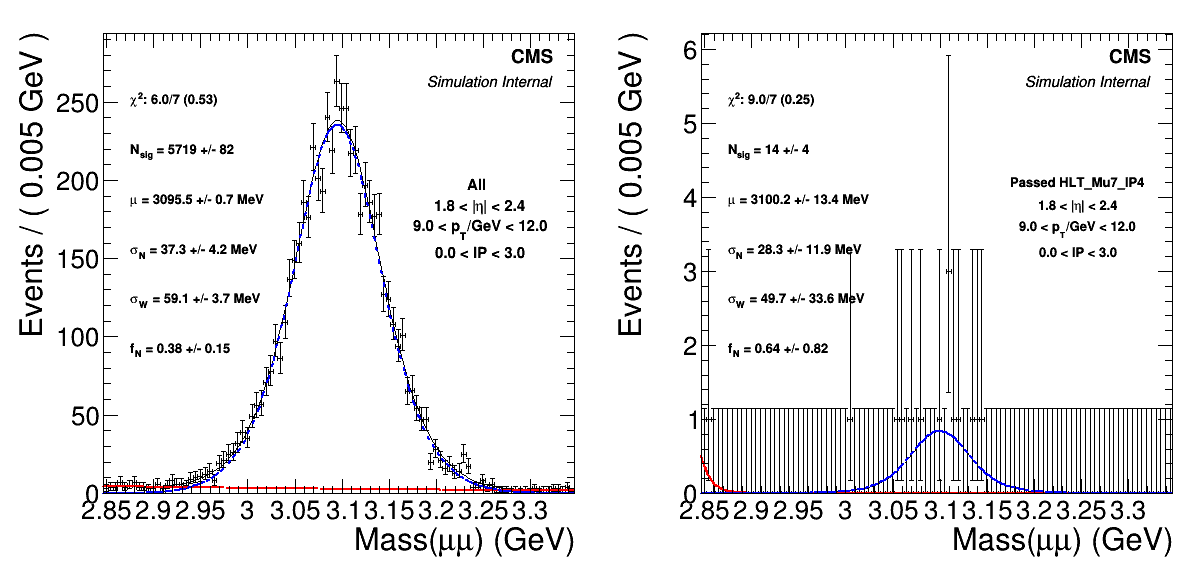 Events / ( 0.005 GeV )
250
200
150
100
50
0
CMS
Simulation Internal
χ²: 6.0/7 (0.53)
N_sig = 5719 +/- 82
μ = 3095.5 +/- 0.7 MeV
σ_N = 37.3 +/- 4.2 MeV
σ_W = 59.1 +/- 3.7 MeV
f_N = 0.38 +/- 0.15
All
1.8 < |η| < 2.4
9.0 < p_T/GeV < 12.0
0.0 < IP < 3.0
2.85 2.9 2.95 3 3.05 3.1 3.15 3.2 3.25 3.3
Mass(μμ) (GeV)
Events / ( 0.005 GeV )
6
5
4
3
2
1
0
CMS
Simulation Internal
χ²: 9.0/7 (0.25)
N_sig = 14 +/- 4
μ = 3100.2 +/- 13.4 MeV
σ_N = 28.3 +/- 11.9 MeV
σ_W = 49.7 +/- 33.6 MeV
f_N = 0.64 +/- 0.82
Passed HLT_Mu7_IP4
1.8 < |η| < 2.4
9.0 < p_T/GeV < 12.0
0.0 < IP < 3.0
2.85 2.9 2.95 3 3.05 3.1 3.15 3.2 3.25 3.3
Mass(μμ) (GeV)